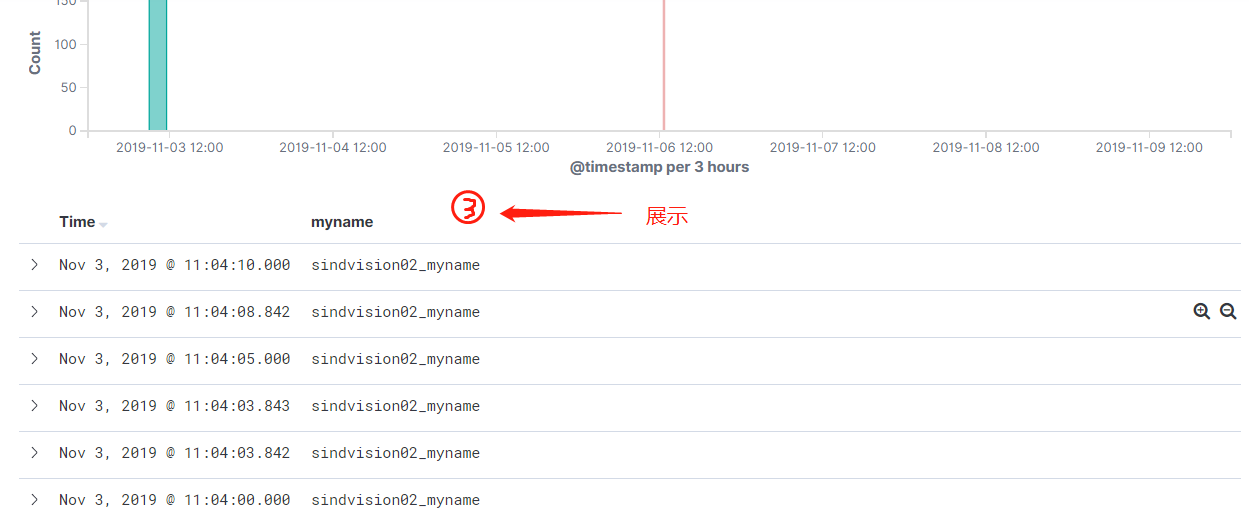 150
100
50
0
Count
2019-11-03 12:00 2019-11-04 12:00 2019-11-05 12:00 2019-11-06 12:00 2019-11-07 12:00 2019-11-08 12:00 2019-11-09 12:00
@timestamp per 3 hours
Time myname ③ 展示
Nov 3, 2019 @ 11:04:10.000 sindvision02_myname
Nov 3, 2019 @ 11:04:08.842 sindvision02_myname
Nov 3, 2019 @ 11:04:05.000 sindvision02_myname
Nov 3, 2019 @ 11:04:03.843 sindvision02_myname
Nov 3, 2019 @ 11:04:03.842 sindvision02_myname
Nov 3, 2019 @ 11:04:00.000 sindvision02_myname